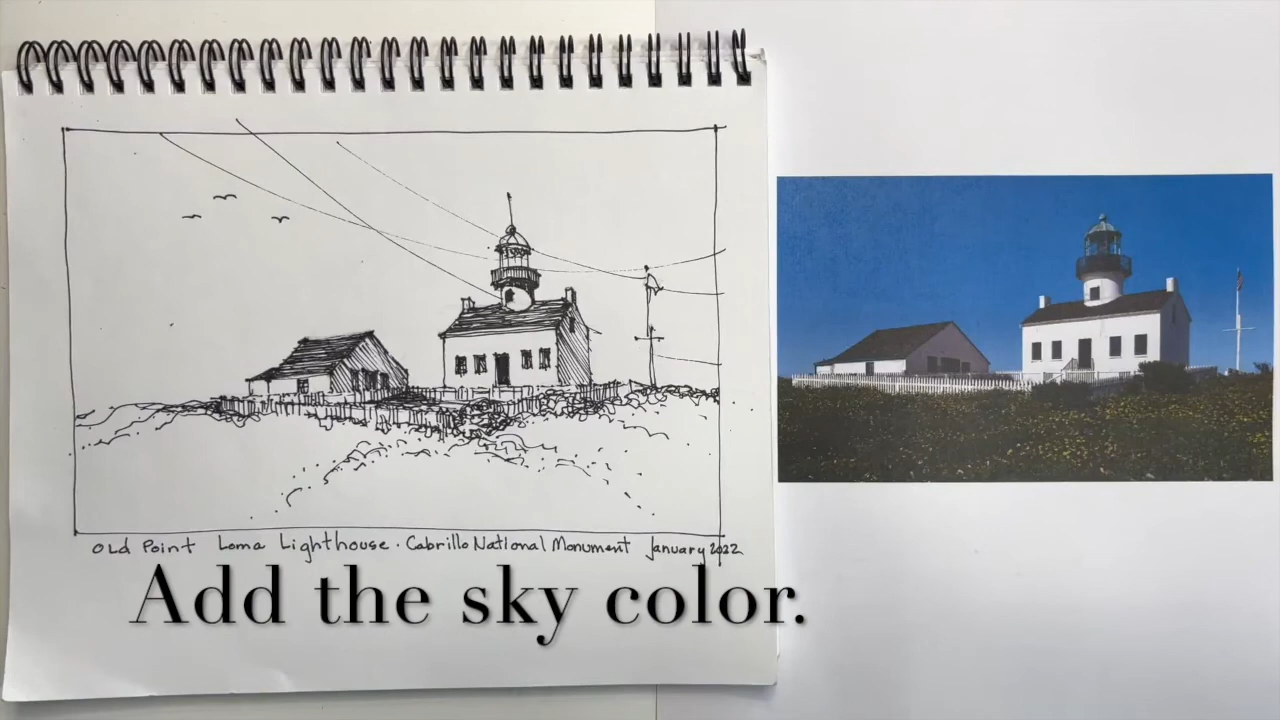 OLd Point Loma Lighthouse. Cabrillo National Monument January 2022
Add the sky color.